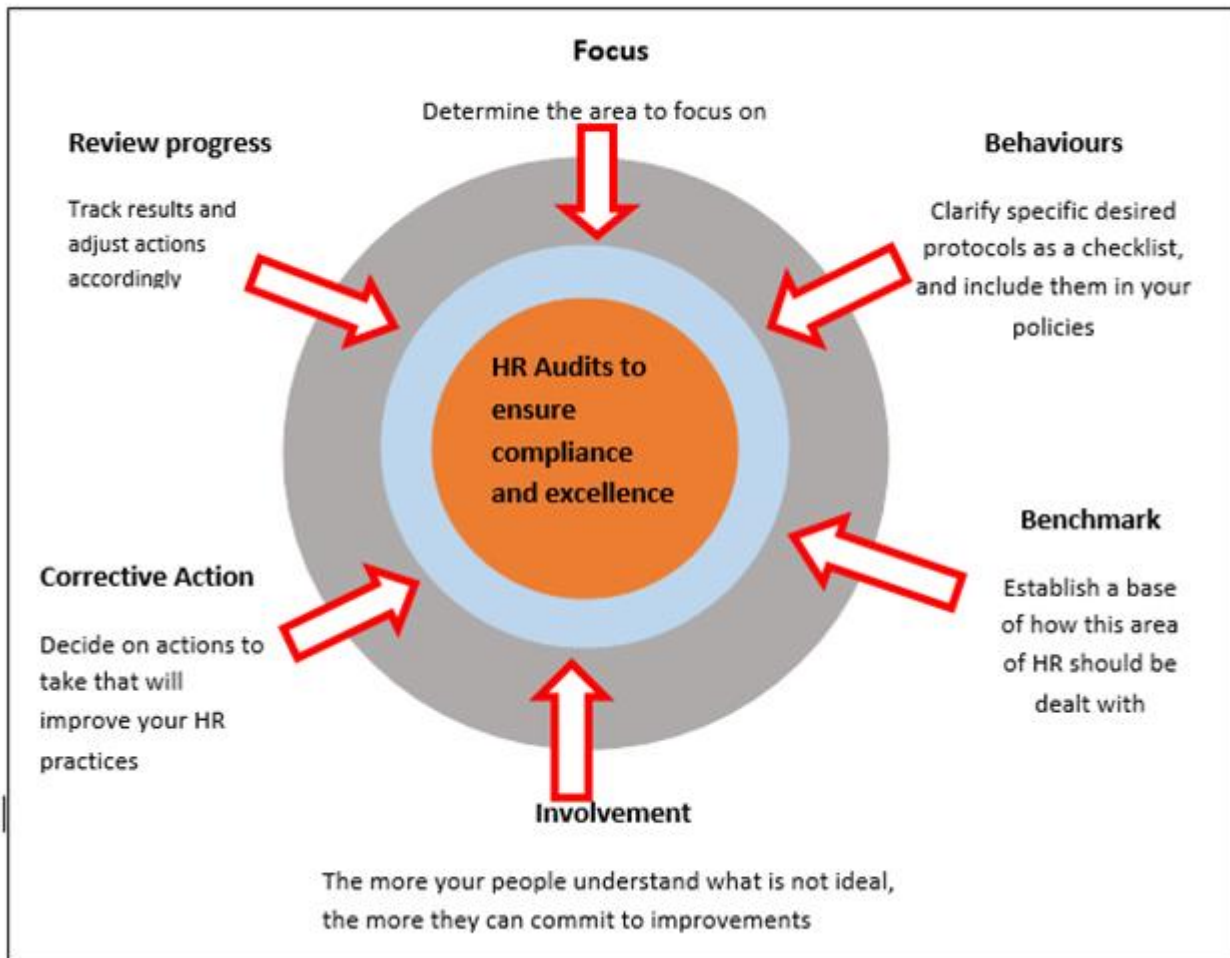 Focus
Determine the area to focus on
Behaviours
Clarify specific desired
protocols as a checklist,
and include them in your
policies
Benchmark
Establish a base
of how this area
of HR should be
dealt with
Involvement
The more your people understand what is not ideal,
the more they can commit to improvements
Corrective Action
Decide on actions to
take that will
improve your HR
practices
Review progress
Track results and
adjust actions
accordingly
HR Audits to
ensure
compliance
and excellence